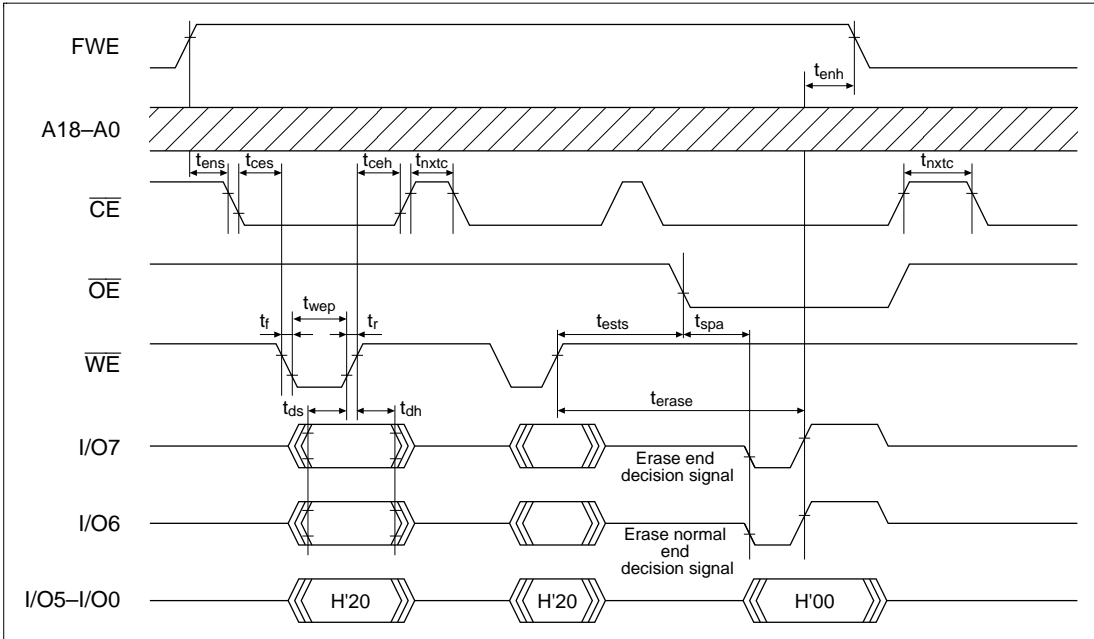 FWE
tenh
A18–A0
tens
tces
tceh
tnxtc
tnxtc
CE
OE
twep
tf
tr
tests
tspa
WE
tds
tdh
terase
I/O7
Erase end
decision signal
I/O6
Erase normal
end
decision signal
I/O5–I/O0
H'20
H'20
H'00